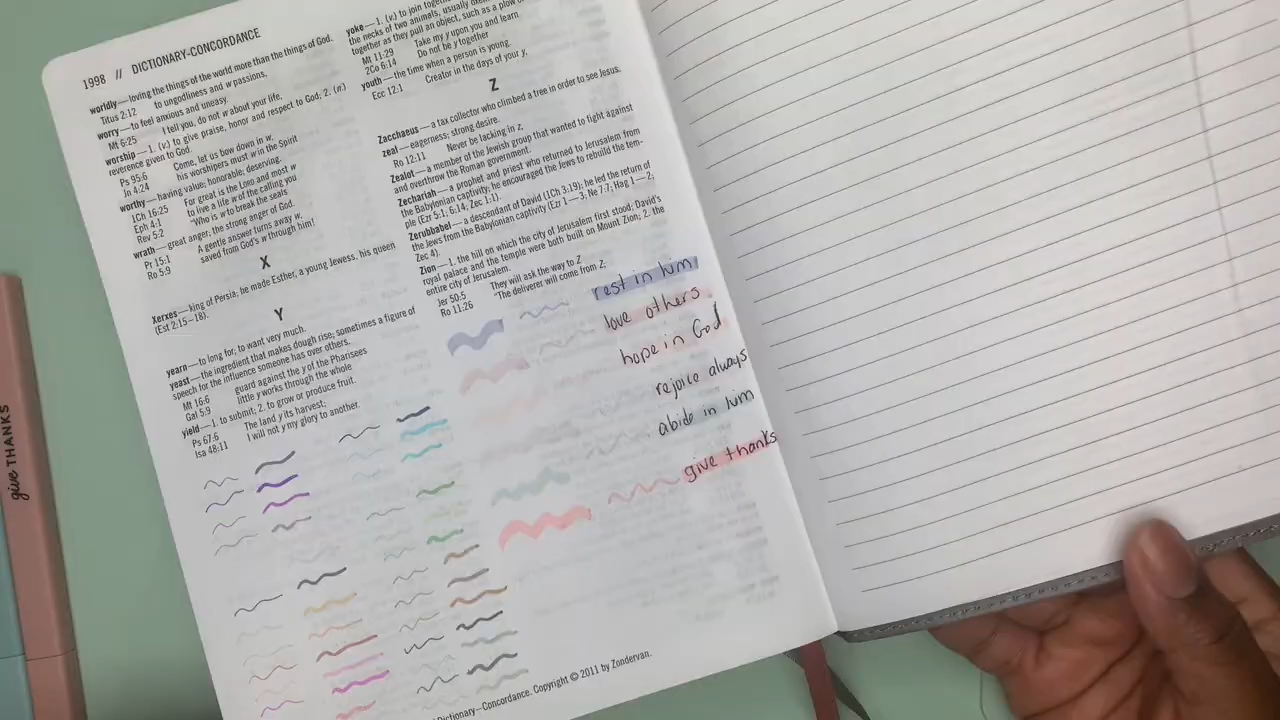 1998 // DICTIONARY-CONCORDANCE
worldly—loving the things of the world more than the things of God.
Titus 2:12 to ungodliness and w passions,
worry—to feel anxious and uneasy.
Mt 6:25 I tell you, do not w about your life,
worship—1. (v.) to give praise, honor and respect to God; 2. (n.)
reverence given to God.
Ps 95:6 Come, let us bow down in w,
Jn 4:24 his worshipers must w in the Spirit
worthy—having value; honorable; deserving.
1Ch 16:25 For great is the LORD and most w
Eph 4:1 to live a life w of the calling you
Rev 5:2 "Who is w to break the seals
wrath—great anger; the strong anger of God.
Pr 15:1 A gentle answer turns away w,
Ro 5:9 saved from God's w through him!
X
Xerxes—king of Persia; he made Esther, a young Jewess, his queen
(Est 2:15–18).
Y
yearn—to long for; to want very much.
yeast—the ingredient that makes dough rise; sometimes a figure of
speech for the influence someone has over others.
Mt 16:6 guard against the y of the Pharisees
Gal 5:9 little y works through the whole
yield—1. to submit; 2. to grow or produce fruit.
Ps 67:6 The land y its harvest;
Isa 48:11 I will not y my glory to another.
yoke—1. (v.) to join together
the necks of two animals, usually
together as they pull an object, such as a plow
Mt 11:29 Take my y upon you and learn
2Co 6:14 Do not be y together
youth—the time when a person is young.
Ecc 12:1 Creator in the days of your y,
Z
Zacchaeus—a tax collector who climbed a tree in order to see Jesus.
zeal—eagerness; strong desire.
Ro 12:11 Never be lacking in z,
Zealot—a member of the Jewish group that wanted to fight against
and overthrow the Roman government.
Zechariah—a prophet and priest who returned to Jerusalem from
the Babylonian captivity; he encouraged the Jews to rebuild the tem-
ple (Ezr 5:1; 6:14; Zec 1:1).
Zerubbabel—a descendant of David (1Ch 3:19); he led the return of
the Jews from the Babylonian captivity (Ezr 1—3; Ne 7:7; Hag 1—2;
Zec 4).
Zion—1. the hill on which the city of Jerusalem first stood; David's
royal palace and the temple were both built on Mount Zion; 2. the
entire city of Jerusalem.
Jer 50:5 They will ask the way to Z
Ro 11:26 "The deliverer will come from Z;
rest in him
love others
hope in God
rejoice always
abide in him
give thanks
Dictionary–Concordance. Copyright © 2011 by Zondervan.
give THANKS